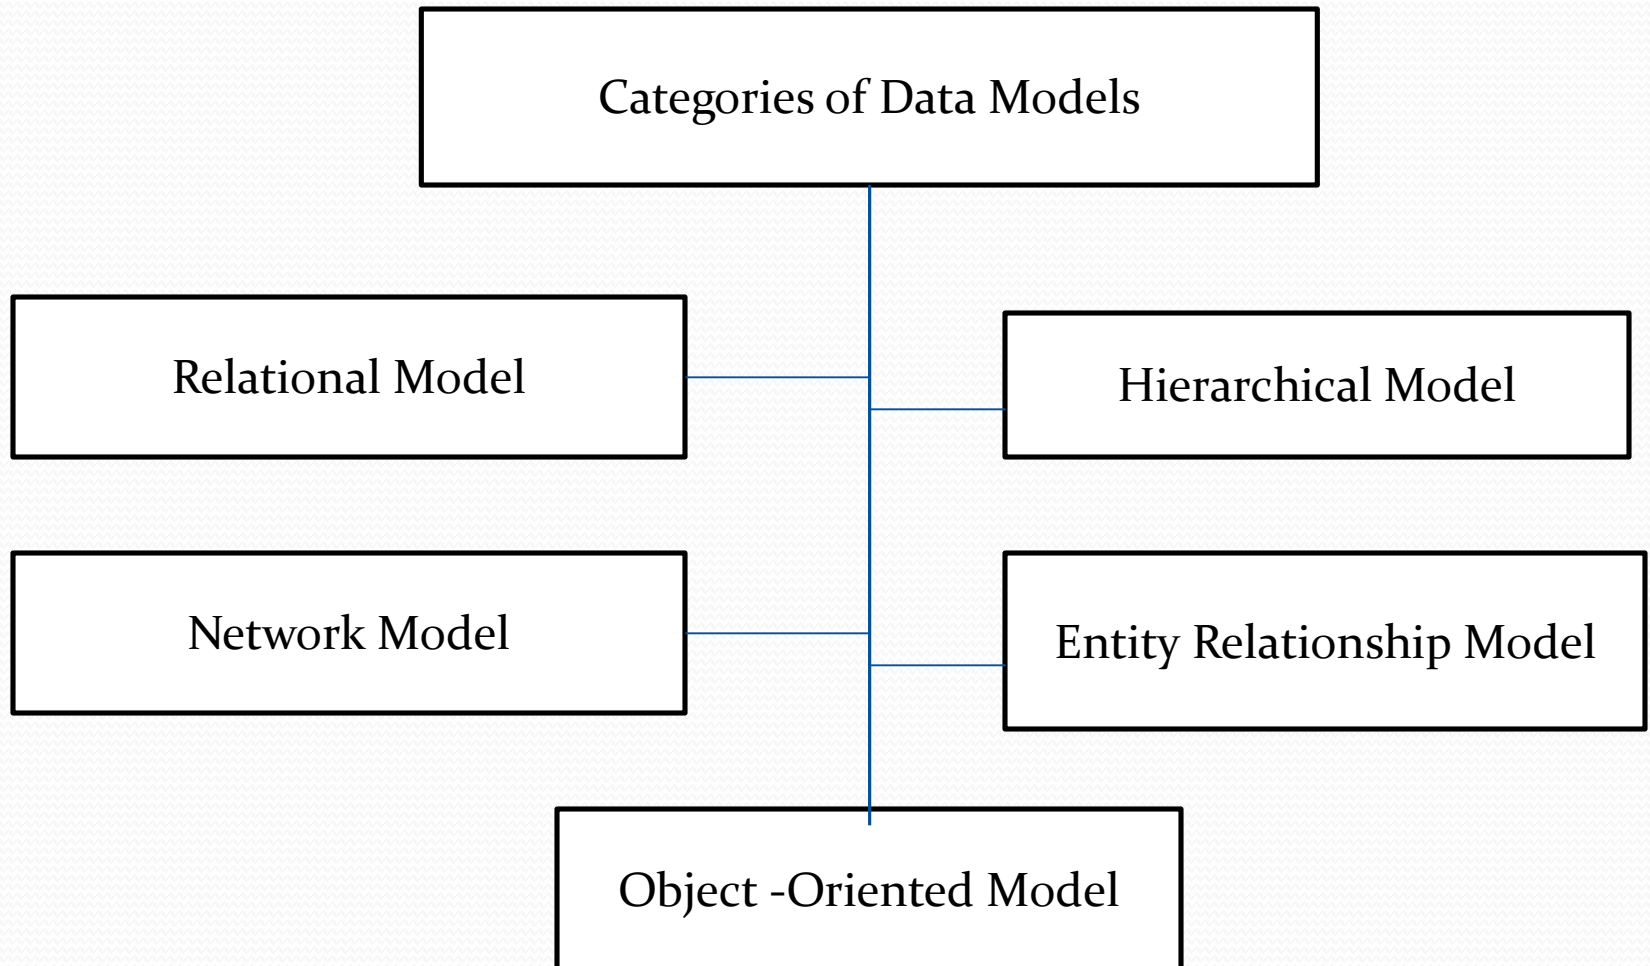 Categories of Data Models
Relational Model
Hierarchical Model
Network Model
Entity Relationship Model
Object -Oriented Model